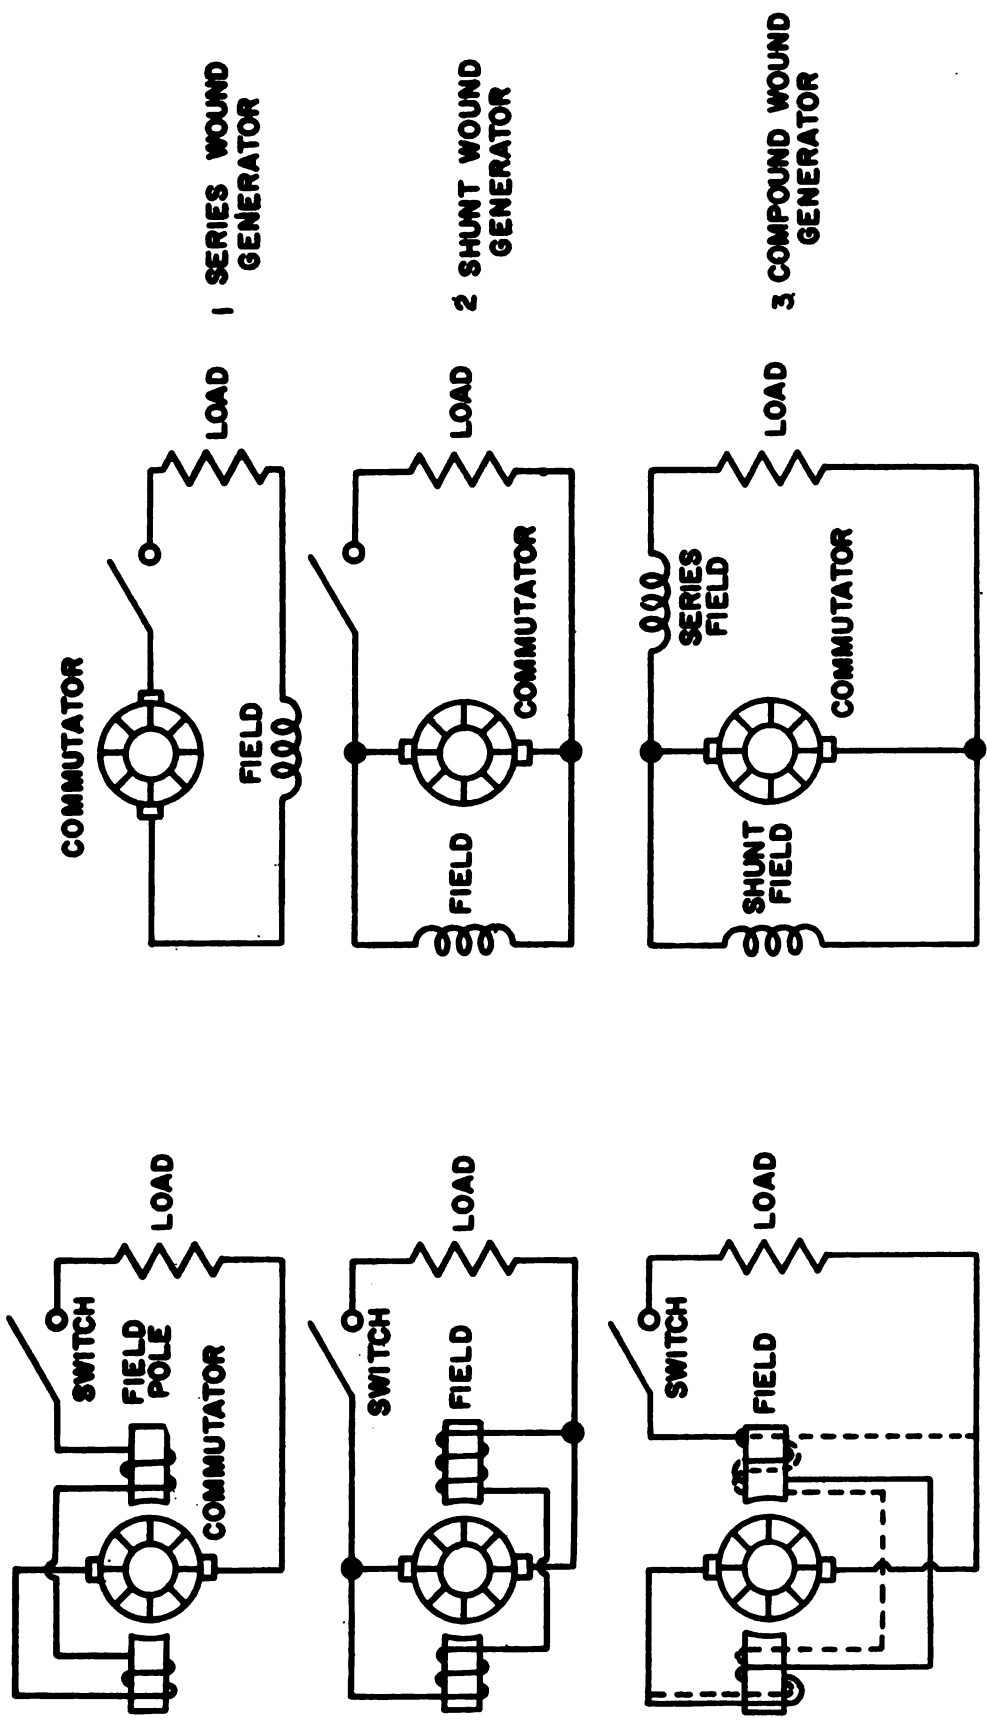 SWITCH
FIELD
POLE
COMMUTATOR
LOAD
COMMUTATOR
FIELD
LOAD
1 SERIES WOUND
GENERATOR
SWITCH
FIELD
LOAD
FIELD
COMMUTATOR
LOAD
2 SHUNT WOUND
GENERATOR
SWITCH
FIELD
LOAD
SHUNT
FIELD
SERIES
FIELD
COMMUTATOR
LOAD
3 COMPOUND WOUND
GENERATOR